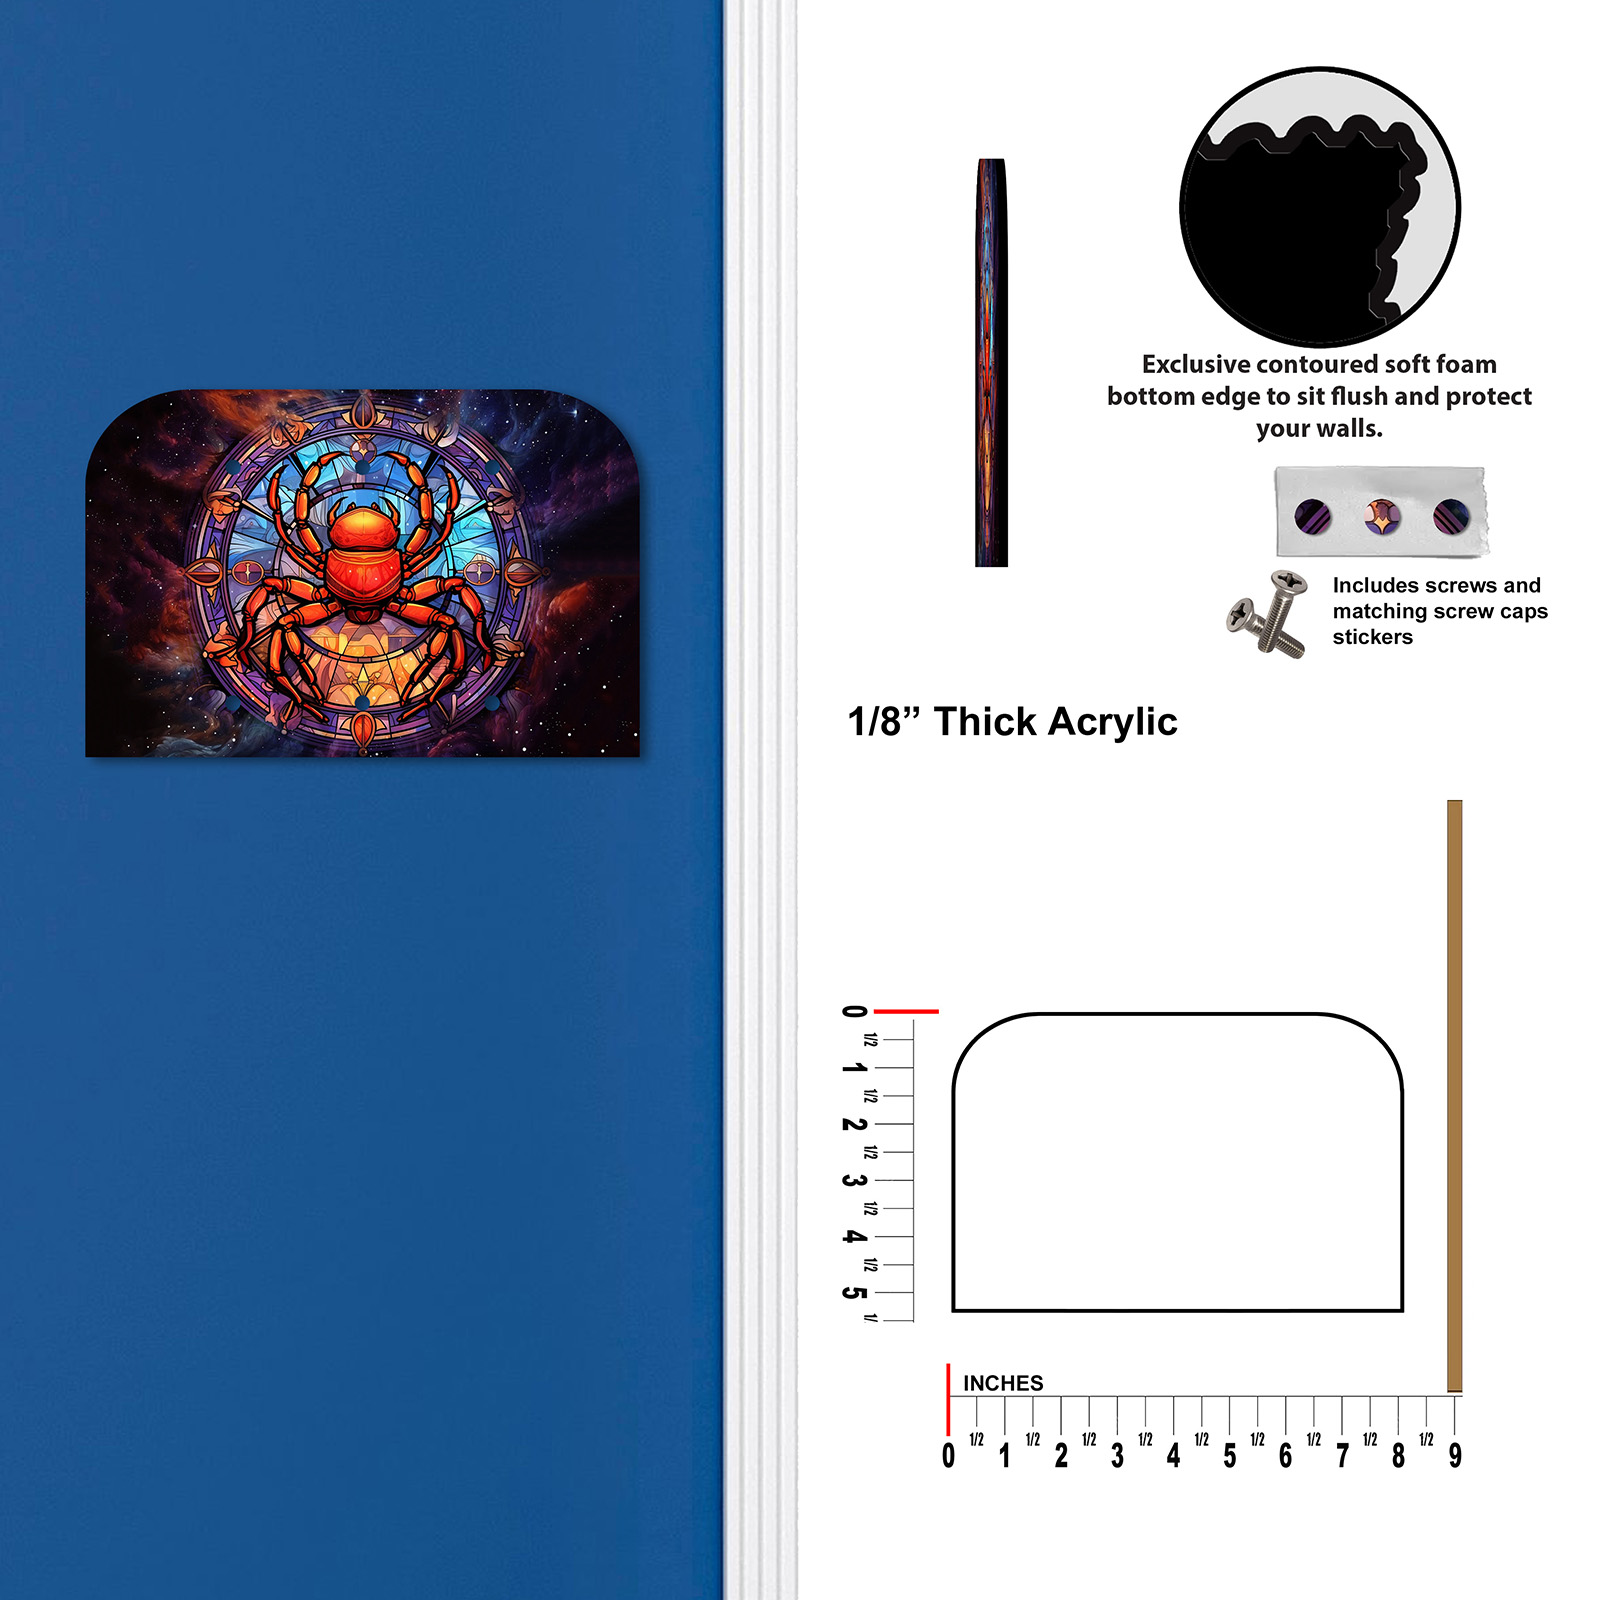 Exclusive contoured soft foam
bottom edge to sit flush and protect
your walls.
Includes screws and
matching screw caps
stickers
1/8” Thick Acrylic
0
1/2
1
1/2
2
1/2
3
1/2
4
1/2
5
1/
INCHES
0 1/2 1 1/2 2 1/2 3 1/2 4 1/2 5 1/2 6 1/2 7 1/2 8 1/2 9